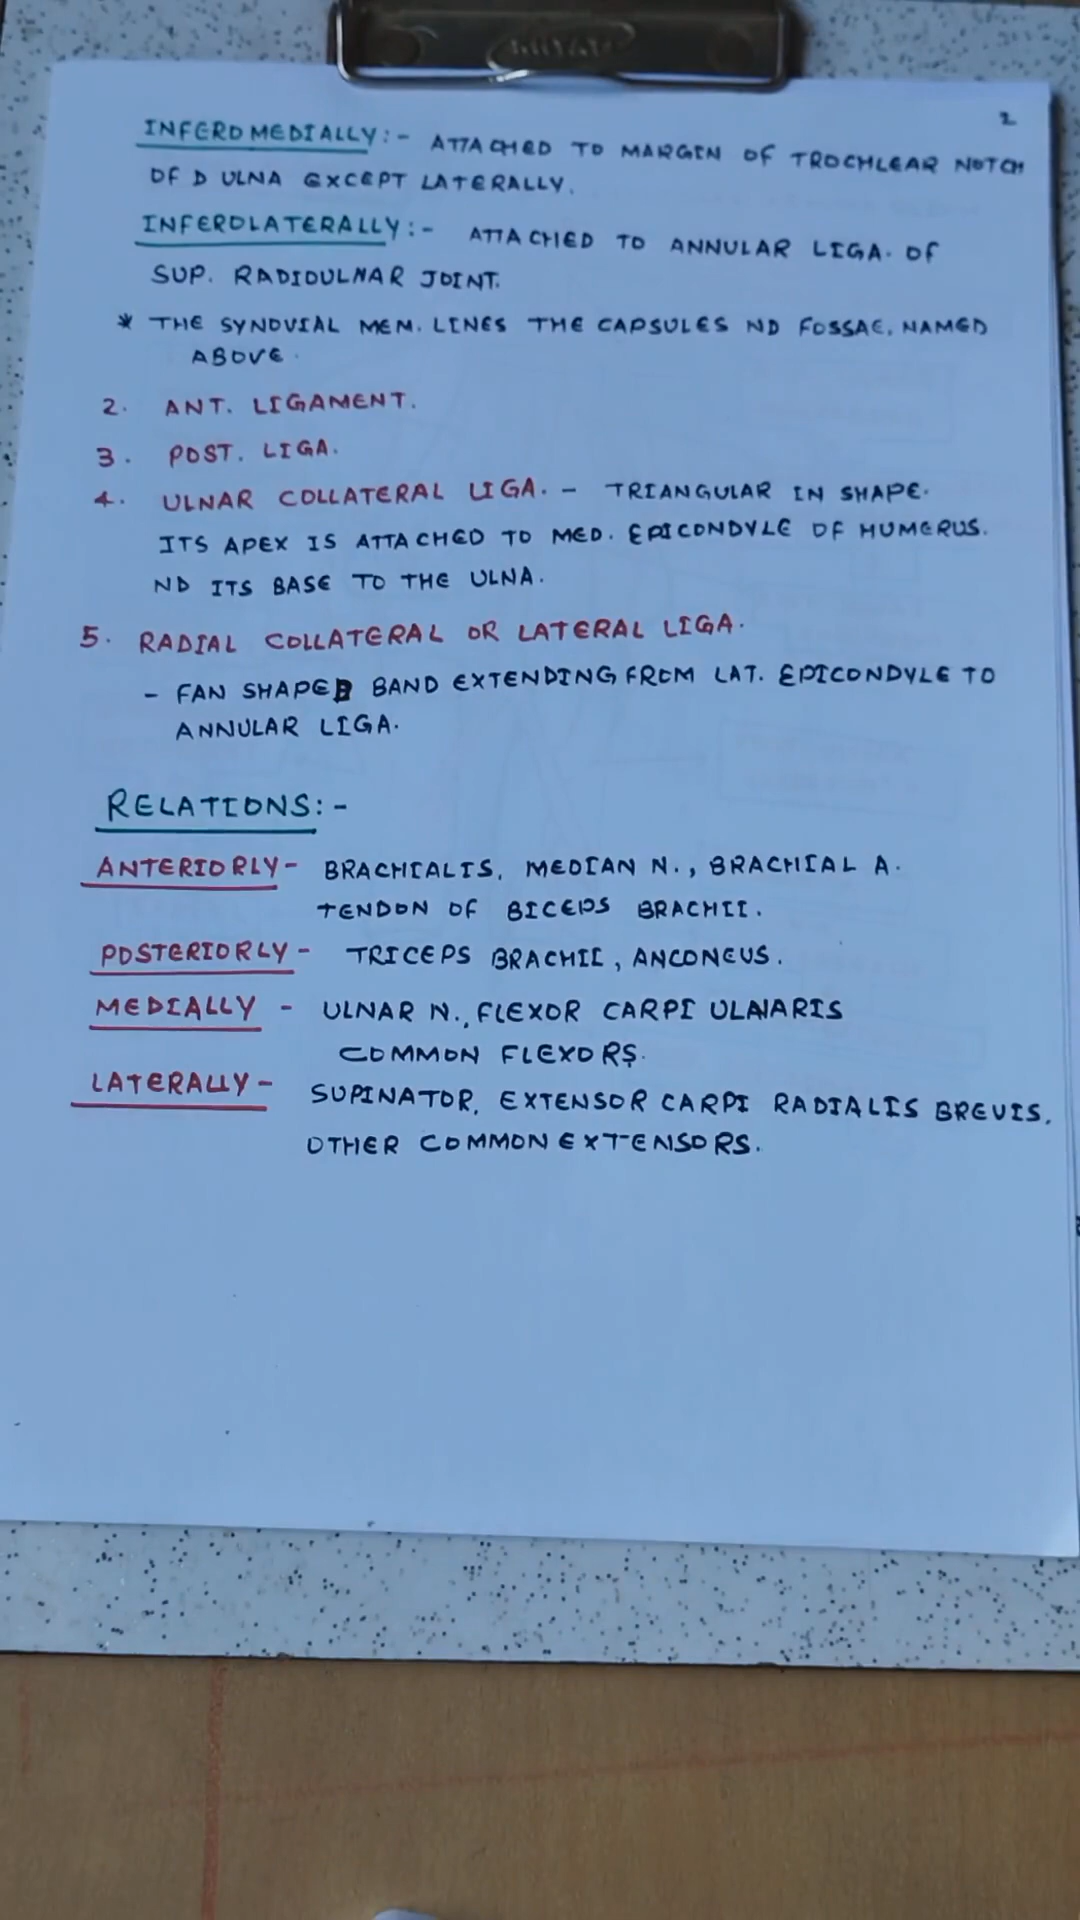 2
INFEROMEDIALLY:- ATTACHED TO MARGIN OF TROCHLEAR NOTCH
OF D ULNA EXCEPT LATERALLY.
INFEROLATERALLY:- ATTACHED TO ANNULAR LIGA. OF
SUP. RADIOULNAR JOINT.
* THE SYNOVIAL MEM. LINES THE CAPSULES ND FOSSAE, NAMED
ABOVE.
2. ANT. LIGAMENT.
3. POST. LIGA.
4. ULNAR COLLATERAL LIGA. - TRIANGULAR IN SHAPE.
ITS APEX IS ATTACHED TO MED. EPICONDYLE OF HUMERUS.
ND ITS BASE TO THE ULNA.
5. RADIAL COLLATERAL OR LATERAL LIGA.
- FAN SHAPED BAND EXTENDING FROM LAT. EPICONDYLE TO
ANNULAR LIGA.
RELATIONS:-
ANTERIORLY- BRACHIALIS, MEDIAN N., BRACHIAL A.
TENDON OF BICEPS BRACHII.
POSTERIORLY- TRICEPS BRACHII, ANCONEUS.
MEDIALLY - ULNAR N., FLEXOR CARPI ULNARIS
COMMON FLEXORS.
LATERALLY- SUPINATOR, EXTENSOR CARPI RADIALIS BREVIS,
OTHER COMMON EXTENSORS.